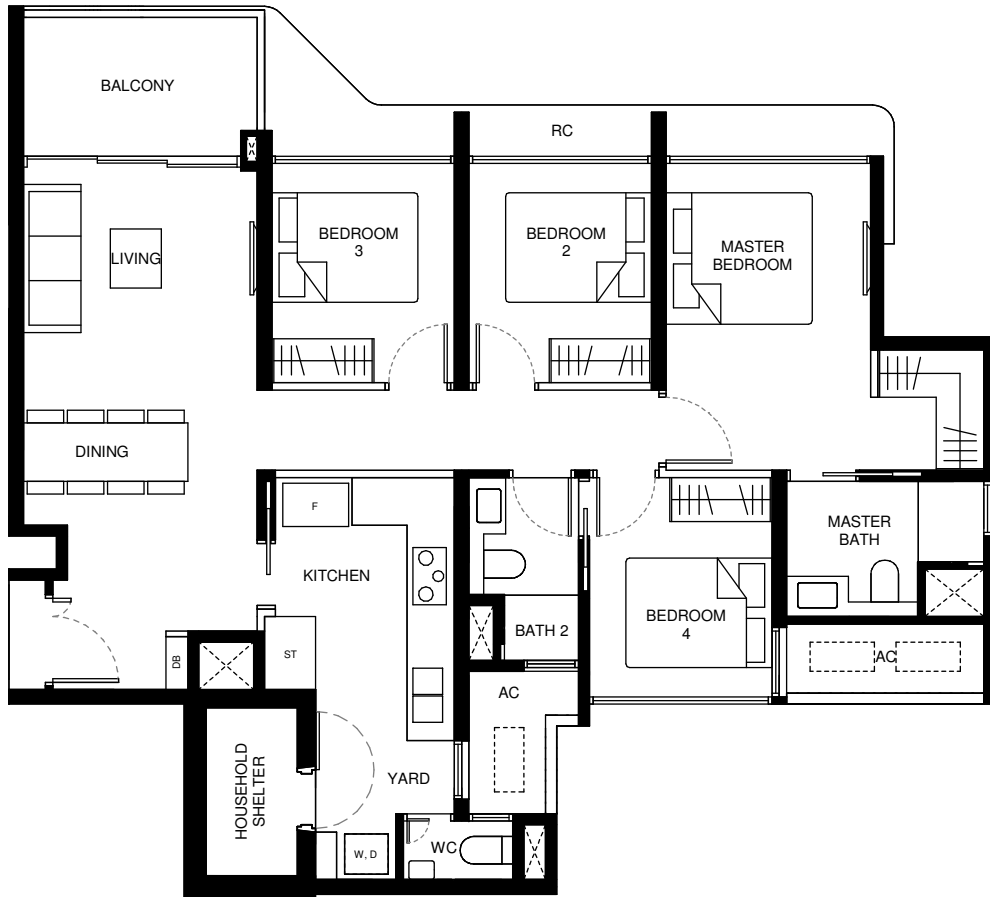 BALCONY
RC
LIVING
BEDROOM
3
BEDROOM
2
MASTER
BEDROOM
DINING
F
KITCHEN
MASTER
BATH
BATH 2
BEDROOM
4
DB
ST
AC
AC
YARD
HOUSEHOLD
SHELTER
W, D
WC